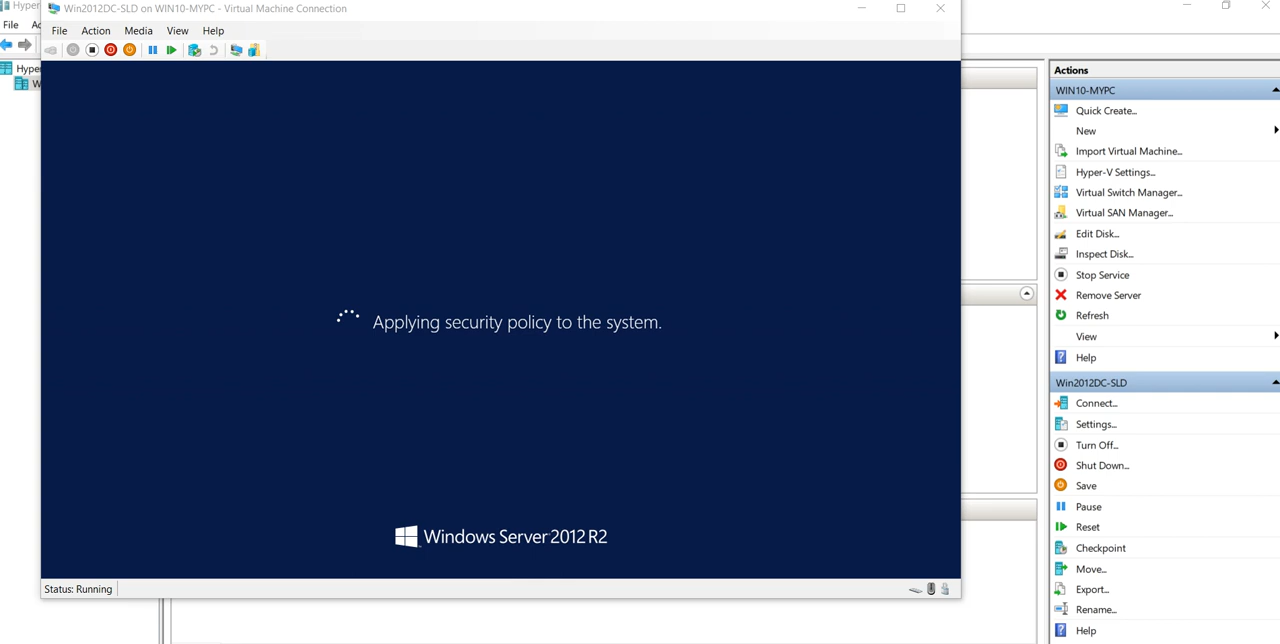 Hyper
Win2012DC-SLD on WIN10-MYPC - Virtual Machine Connection
File Ac
File Action Media View Help
Hyper
W
Applying security policy to the system.
Windows Server 2012 R2
Status: Running
Actions
WIN10-MYPC
Quick Create...
New
Import Virtual Machine...
Hyper-V Settings...
Virtual Switch Manager...
Virtual SAN Manager...
Edit Disk...
Inspect Disk...
Stop Service
Remove Server
Refresh
View
Help
Win2012DC-SLD
Connect...
Settings...
Turn Off...
Shut Down...
Save
Pause
Reset
Checkpoint
Move...
Export...
Rename...
Help